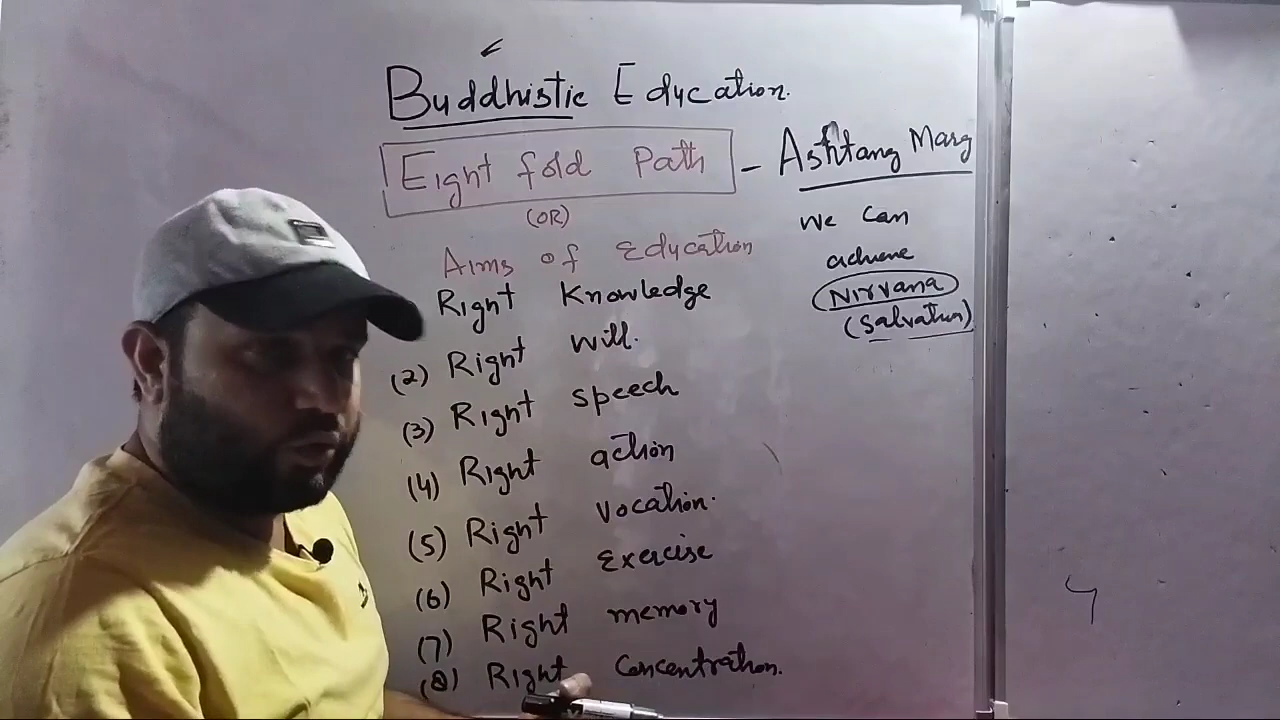 Buddhistic Education.
Eight fold Path - Ashtang Marg
(OR)
Aims of Education
Right Knowledge
(2) Right will.
(3) Right speech
(4) Right action
(5) Right vocation.
(6) Right Exercise
(7) Right memory
(8) Right Concentration.
we can
achieve
Nirvana
(Salvation)